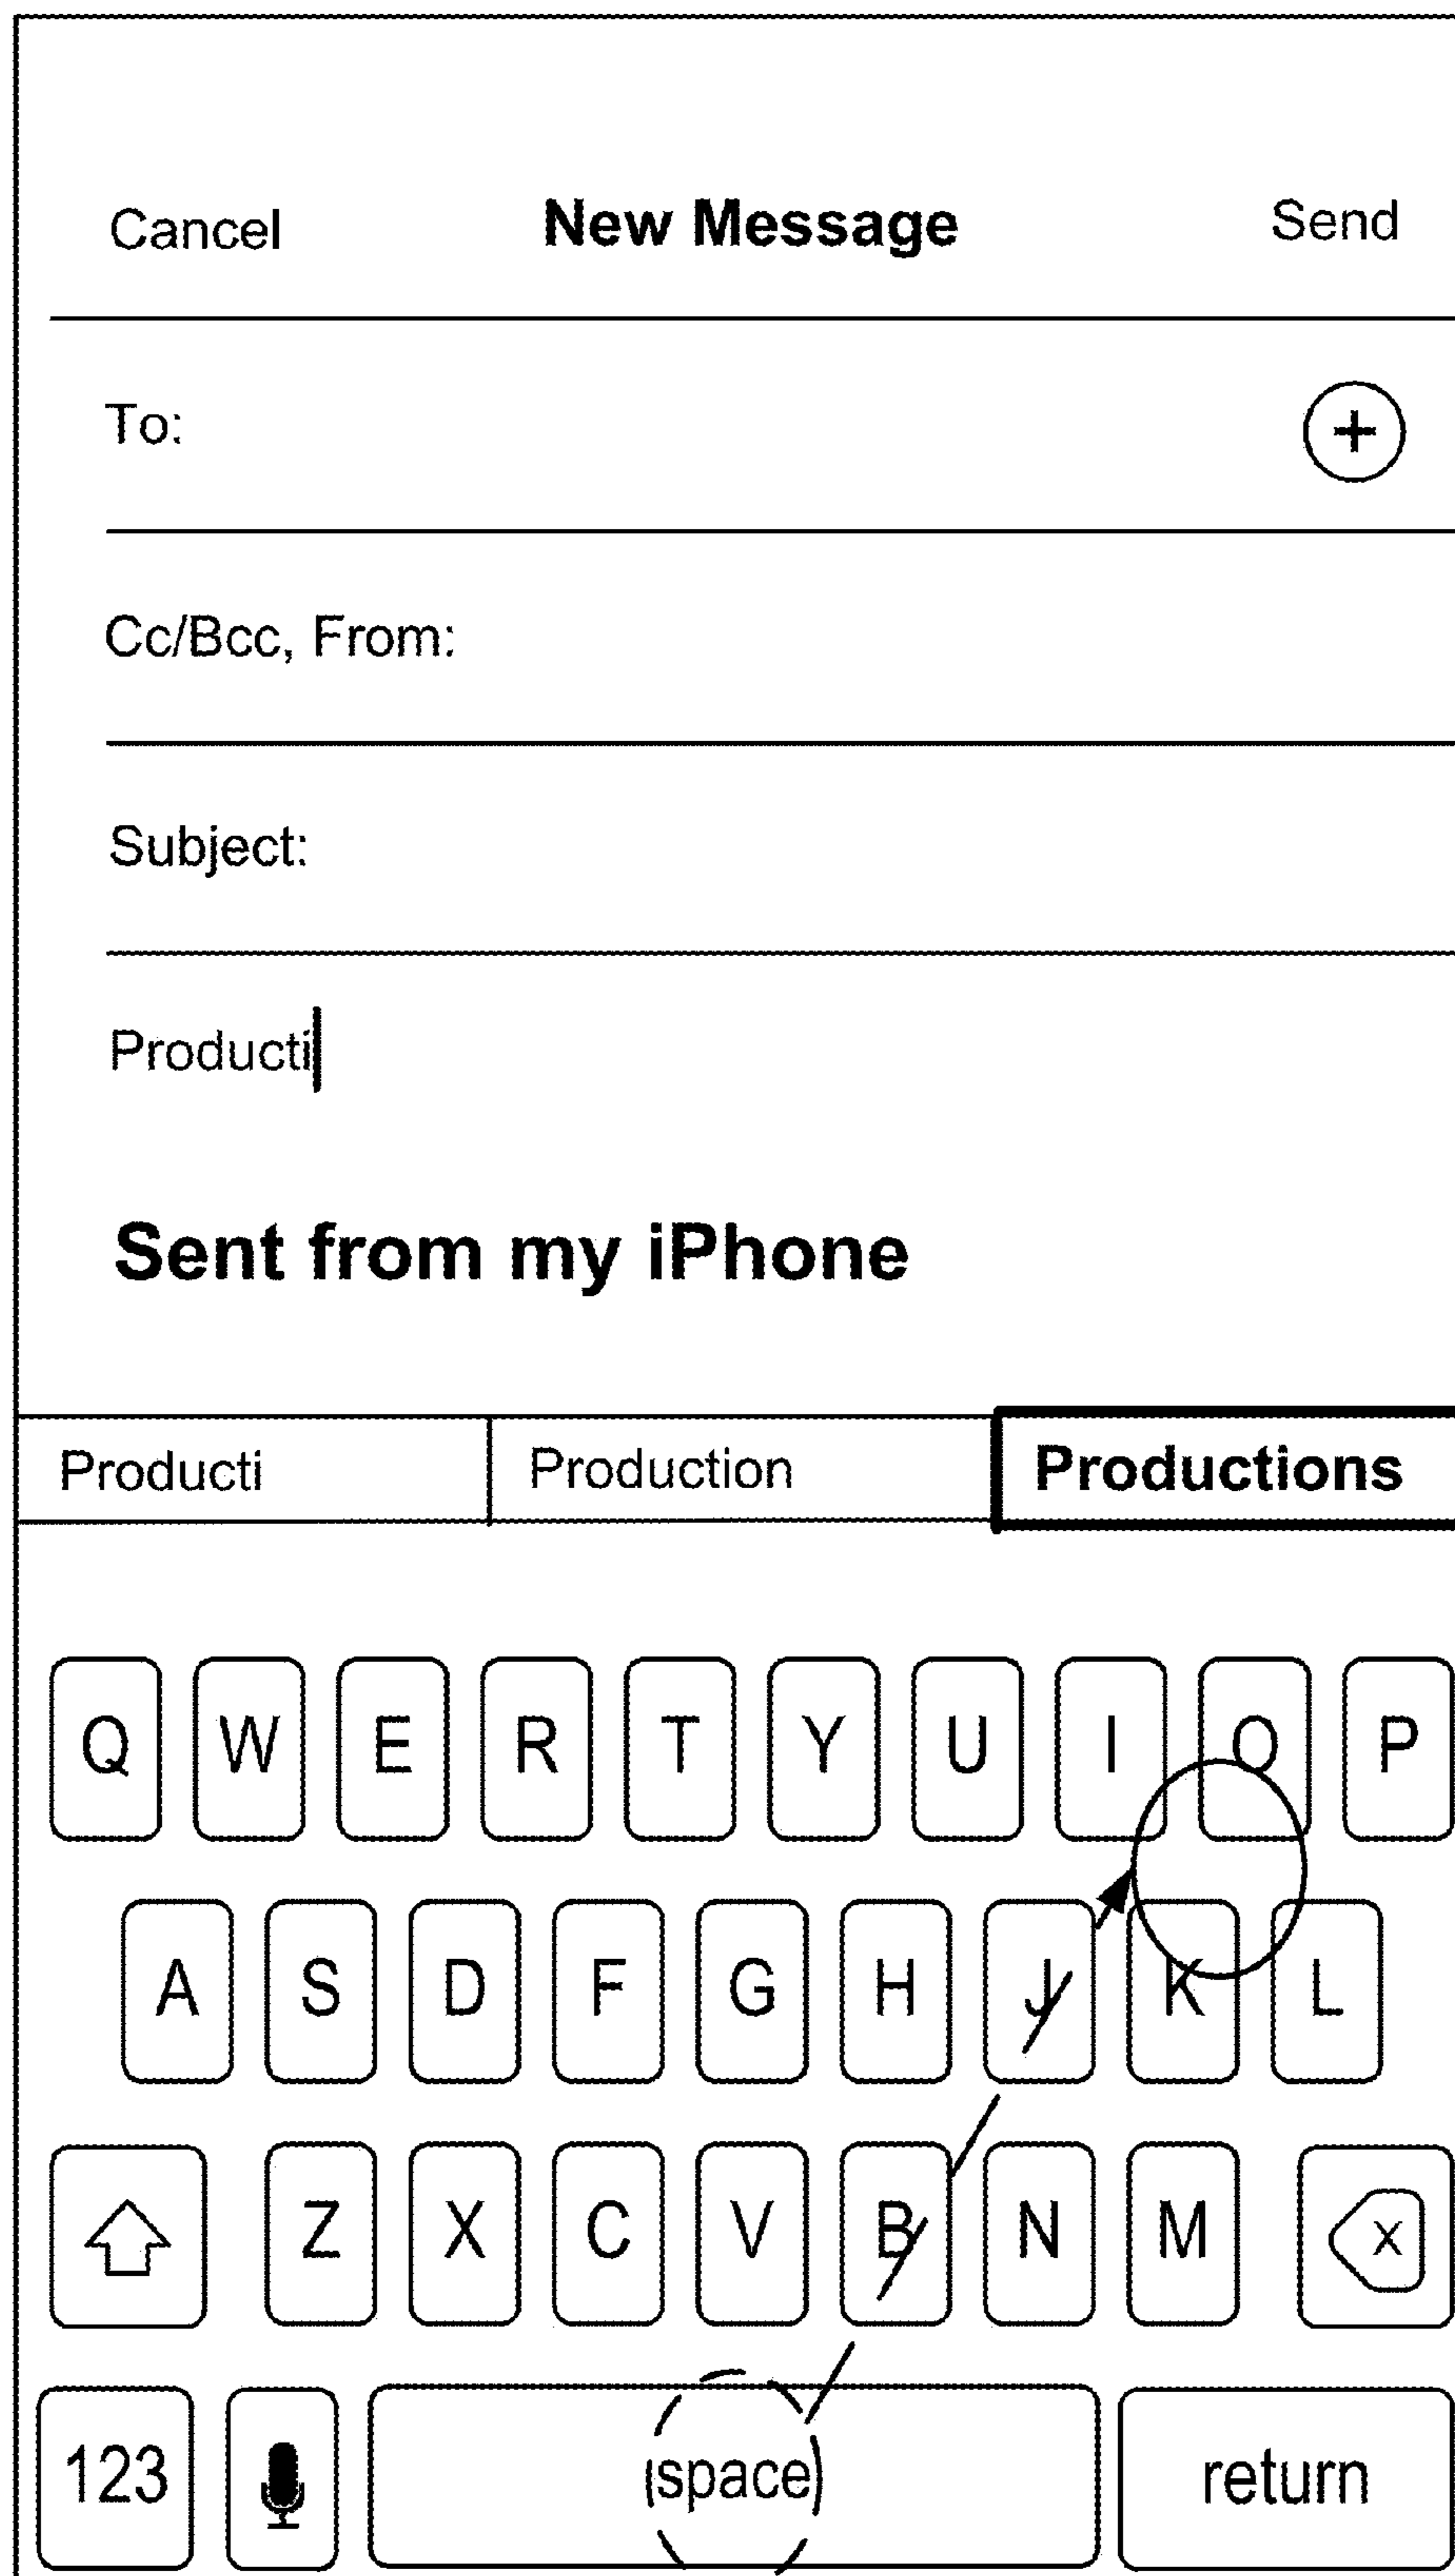 Cancel New Message Send
To: +
Cc/Bcc, From:
Subject:
Producti
Sent from my iPhone
Producti Production Productions
Q W E R T Y U I O P
A S D F G H J K L
Z X C V B N M X
123 space return